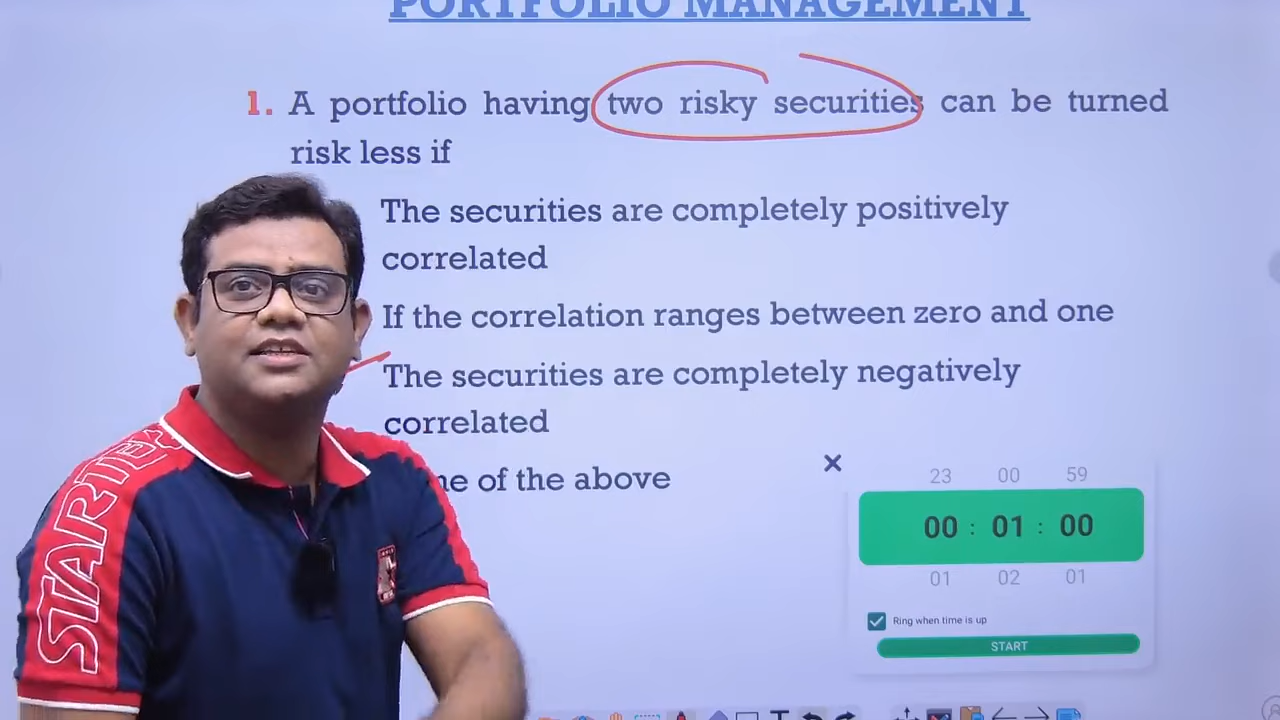 PORTFOLIO MANAGEMENT
1. A portfolio having two risky securities can be turned
risk less if
The securities are completely positively
correlated
If the correlation ranges between zero and one
The securities are completely negatively
correlated
of the above
23 00 59
00 : 01 : 00
01 02 01
Ring when time is up
START